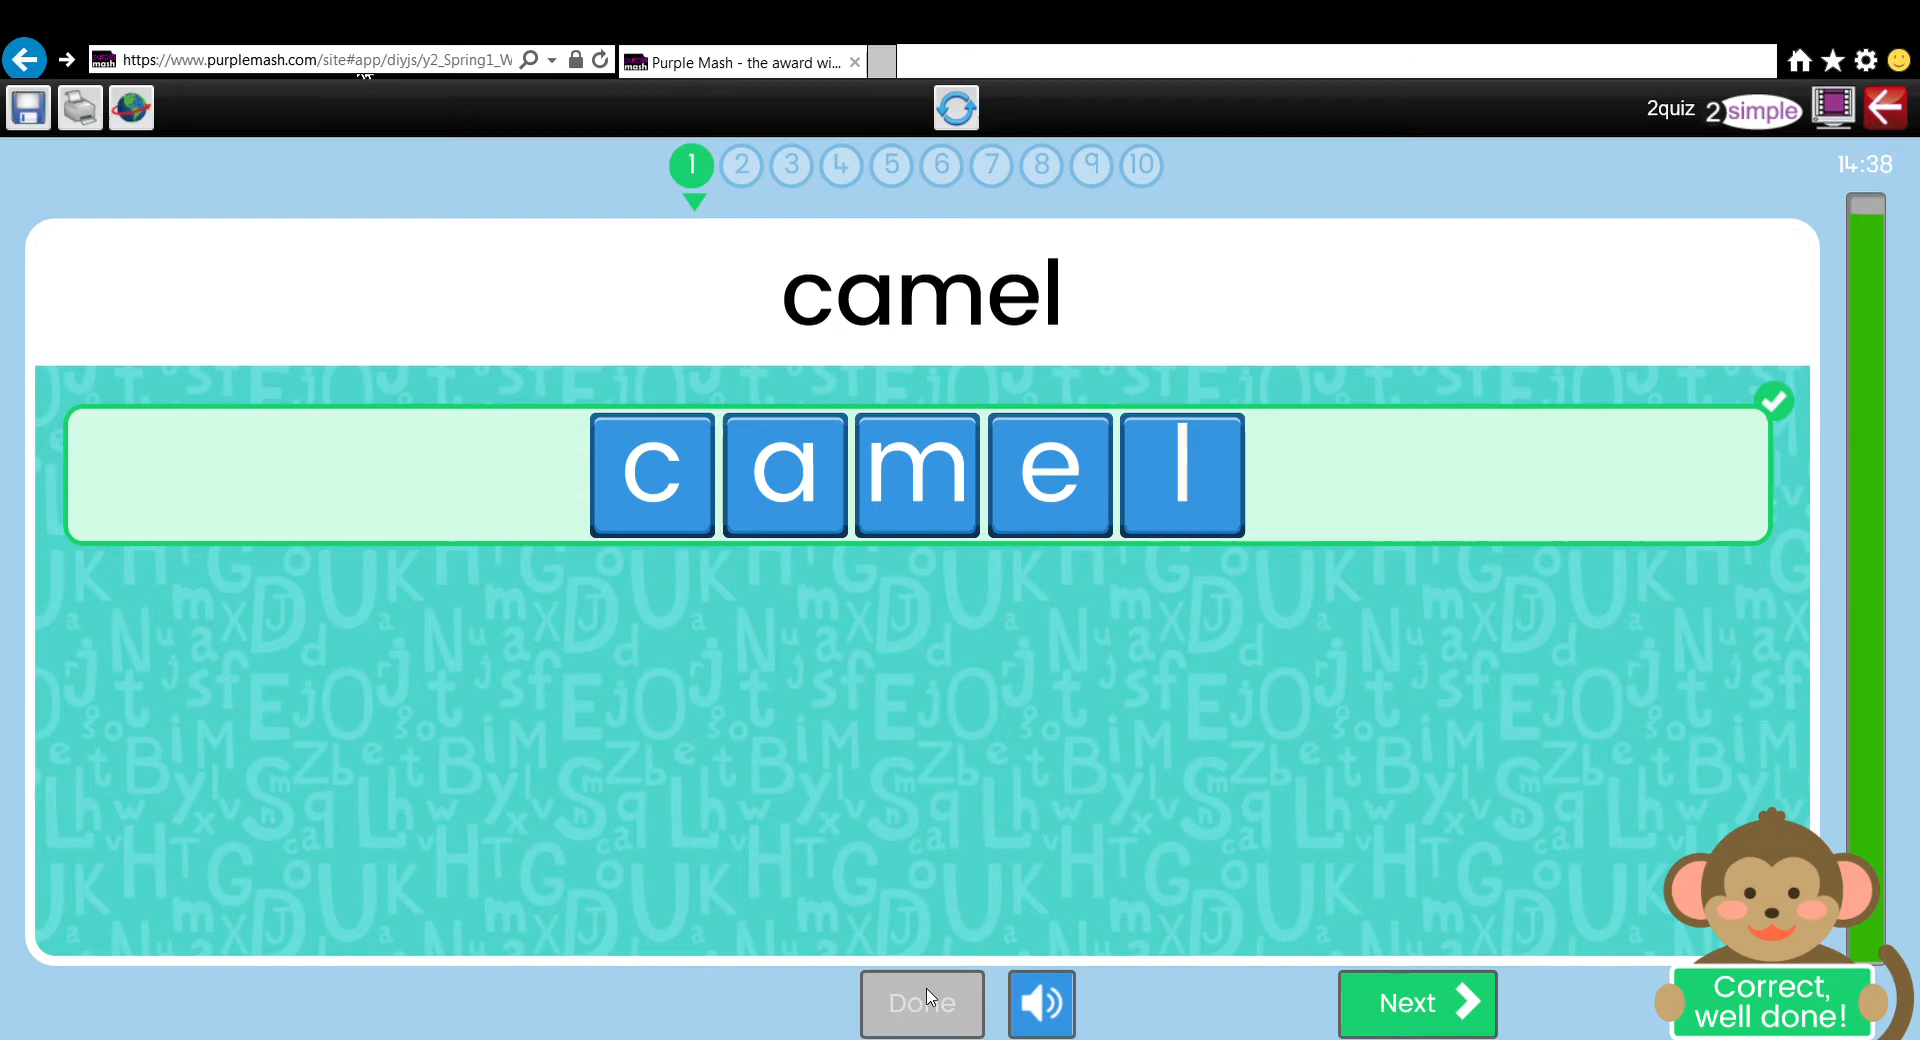 https://www.purplemash.com/site#app/diyjs/y2_Spring1_W
Purple Mash - the award wi...
2quiz 2simple
1 2 3 4 5 6 7 8 9 10
14:38
camel
c a m e l
Done
Next
Correct,
well done!